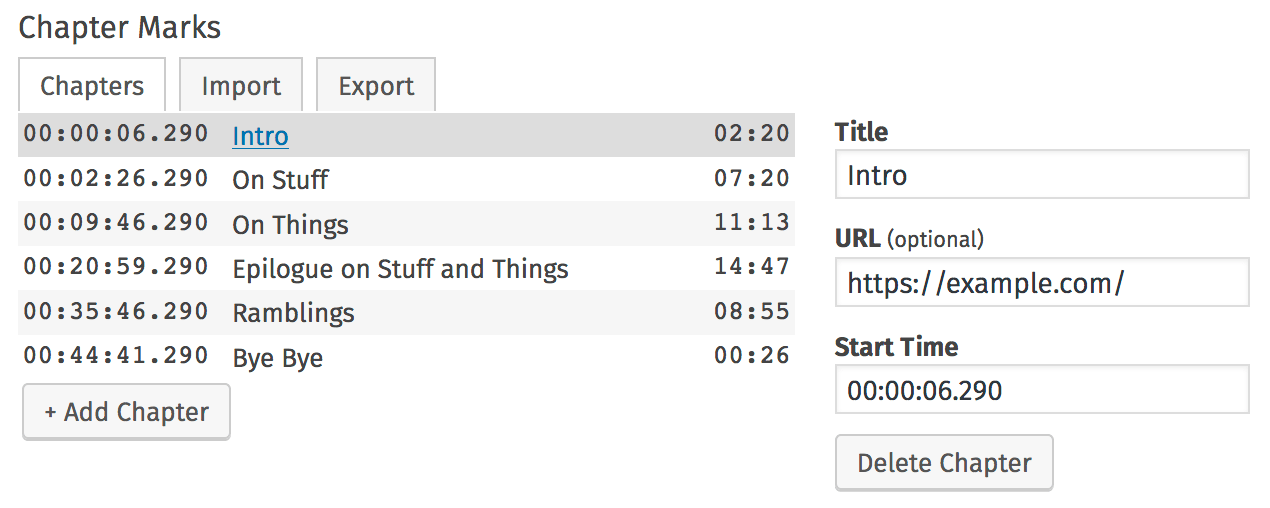 Chapter Marks
Chapters Import Export
00:00:06.290 Intro 02:20
00:02:26.290 On Stuff 07:20
00:09:46.290 On Things 11:13
00:20:59.290 Epilogue on Stuff and Things 14:47
00:35:46.290 Ramblings 08:55
00:44:41.290 Bye Bye 00:26
+ Add Chapter
Title
Intro
URL (optional)
https://example.com/
Start Time
00:00:06.290
Delete Chapter